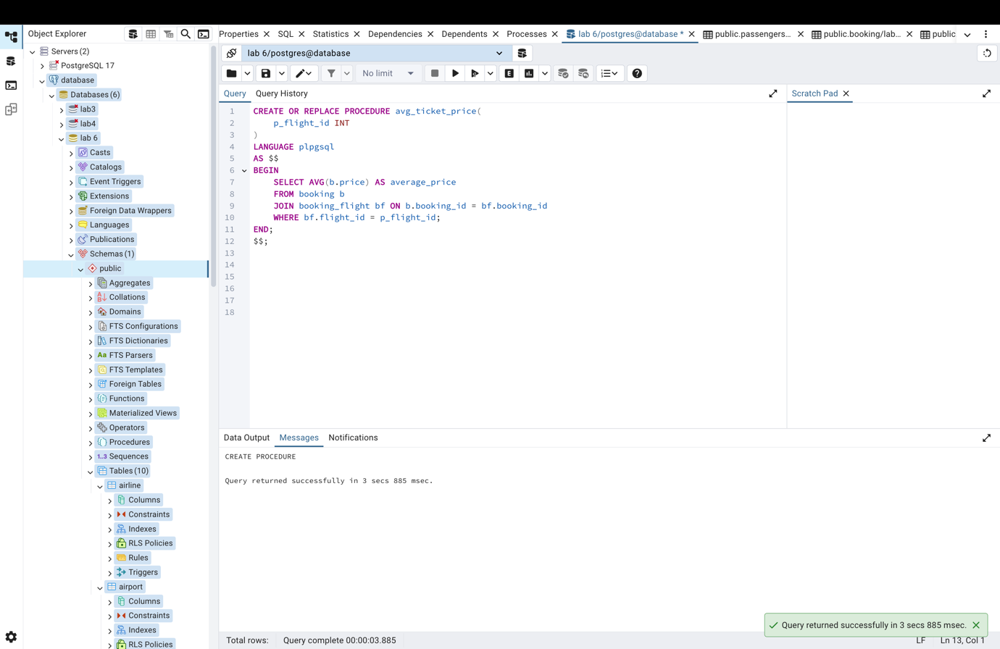 Object Explorer
Properties
SQL
Statistics
Dependencies
Dependents
Processes
lab 6/postgres@database *
public.passengers...
public.booking/lab...
public
Servers (2)
PostgreSQL 17
database
Databases (6)
lab3
lab4
lab 6
Casts
Catalogs
Event Triggers
Extensions
Foreign Data Wrappers
Languages
Publications
Schemas (1)
public
Aggregates
Collations
Domains
FTS Configurations
FTS Dictionaries
Aa FTS Parsers
FTS Templates
Foreign Tables
Functions
Materialized Views
Operators
Procedures
1..3 Sequences
Tables (10)
airline
Columns
Constraints
Indexes
RLS Policies
Rules
Triggers
airport
Columns
Constraints
Indexes
RLS Policies
lab 6/postgres@database
No limit
E
Query
Query History
Scratch Pad
1 CREATE OR REPLACE PROCEDURE avg_ticket_price(
2     p_flight_id INT
3 )
4 LANGUAGE plpgsql
5 AS $$
6 BEGIN
7     SELECT AVG(b.price) AS average_price
8     FROM booking b
9     JOIN booking_flight bf ON b.booking_id = bf.booking_id
10     WHERE bf.flight_id = p_flight_id;
11 END;
12 $$;
13
14
15
16
17
18
Data Output
Messages
Notifications
CREATE PROCEDURE
Query returned successfully in 3 secs 885 msec.
Query returned successfully in 3 secs 885 msec.
Total rows:
Query complete 00:00:03.885
LF
Ln 13, Col 1